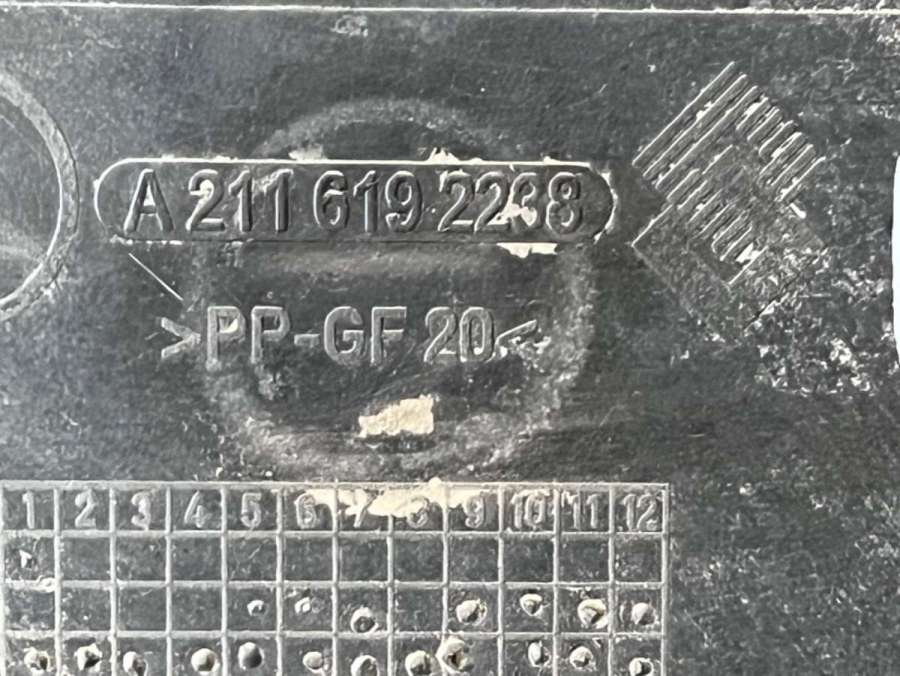 A 211 619 2238
>PP-GF 20<
1 2 3 4 5 6 7 8 9 10 11 12